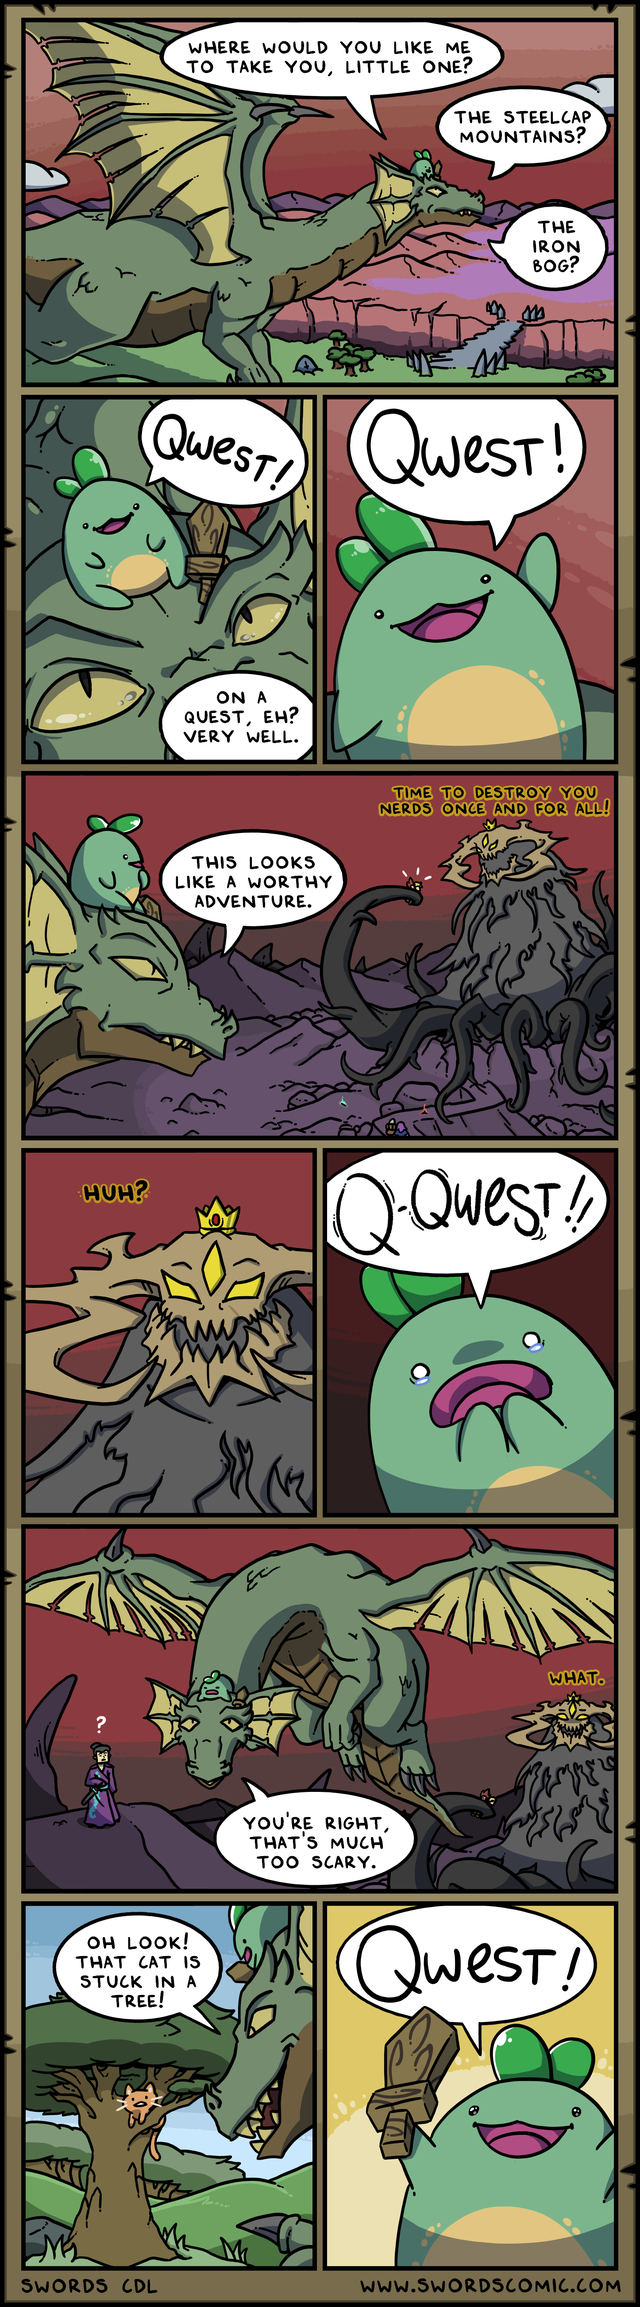 WHERE WOULD YOU LIKE ME
TO TAKE YOU, LITTLE ONE?
THE STEELCAP
MOUNTAINS?
THE
IRON
BOG?
QWEST!
ON A
QUEST, EH?
VERY WELL.
QWEST!
TIME TO DESTROY YOU
NERDS ONCE AND FOR ALL!
THIS LOOKS
LIKE A WORTHY
ADVENTURE.
HUH?
Q-QWEST!!
WHAT.
?
YOU'RE RIGHT,
THAT'S MUCH
TOO SCARY.
OH LOOK!
THAT CAT IS
STUCK IN A
TREE!
QWEST!
SWORDS CDL
WWW.SWORDSCOMIC.COM